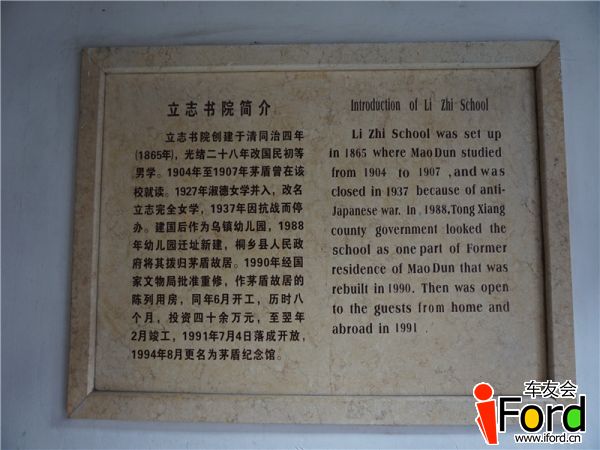 立志书院简介
立志书院创建于清同治四年
(1865年)，光绪二十八年改国民初等
男学。1904年至1907年茅盾曾在该
校就读。1927年淑德女学并入，改名
立志完全女学，1937年因抗战而停
办。建国后作为乌镇幼儿园，1988
年幼儿园迁址新建，桐乡县人民政
府将其拨归茅盾故居。1990年经国
家文物局批准重修，作茅盾故居的
陈列用房，同年6月开工，历时八
个月，投资四十余万元，至翌年
2月竣工，1991年7月4日落成开放，
1994年8月更名为茅盾纪念馆。
Introduction of Li Zhi School
Li Zhi School was set up
in 1865 where Mao Dun studied
from 1904 to 1907 ,and was
closed in 1937 because of anti-
Japanese war. In 1988.Tong Xiang
county government looked the
school as one part of Former
residence of Mao Dun that was
rebuilt in 1990. Then was open
to the guests from home and
abroad in 1991 .
车友会
iFord
www.iford.cn